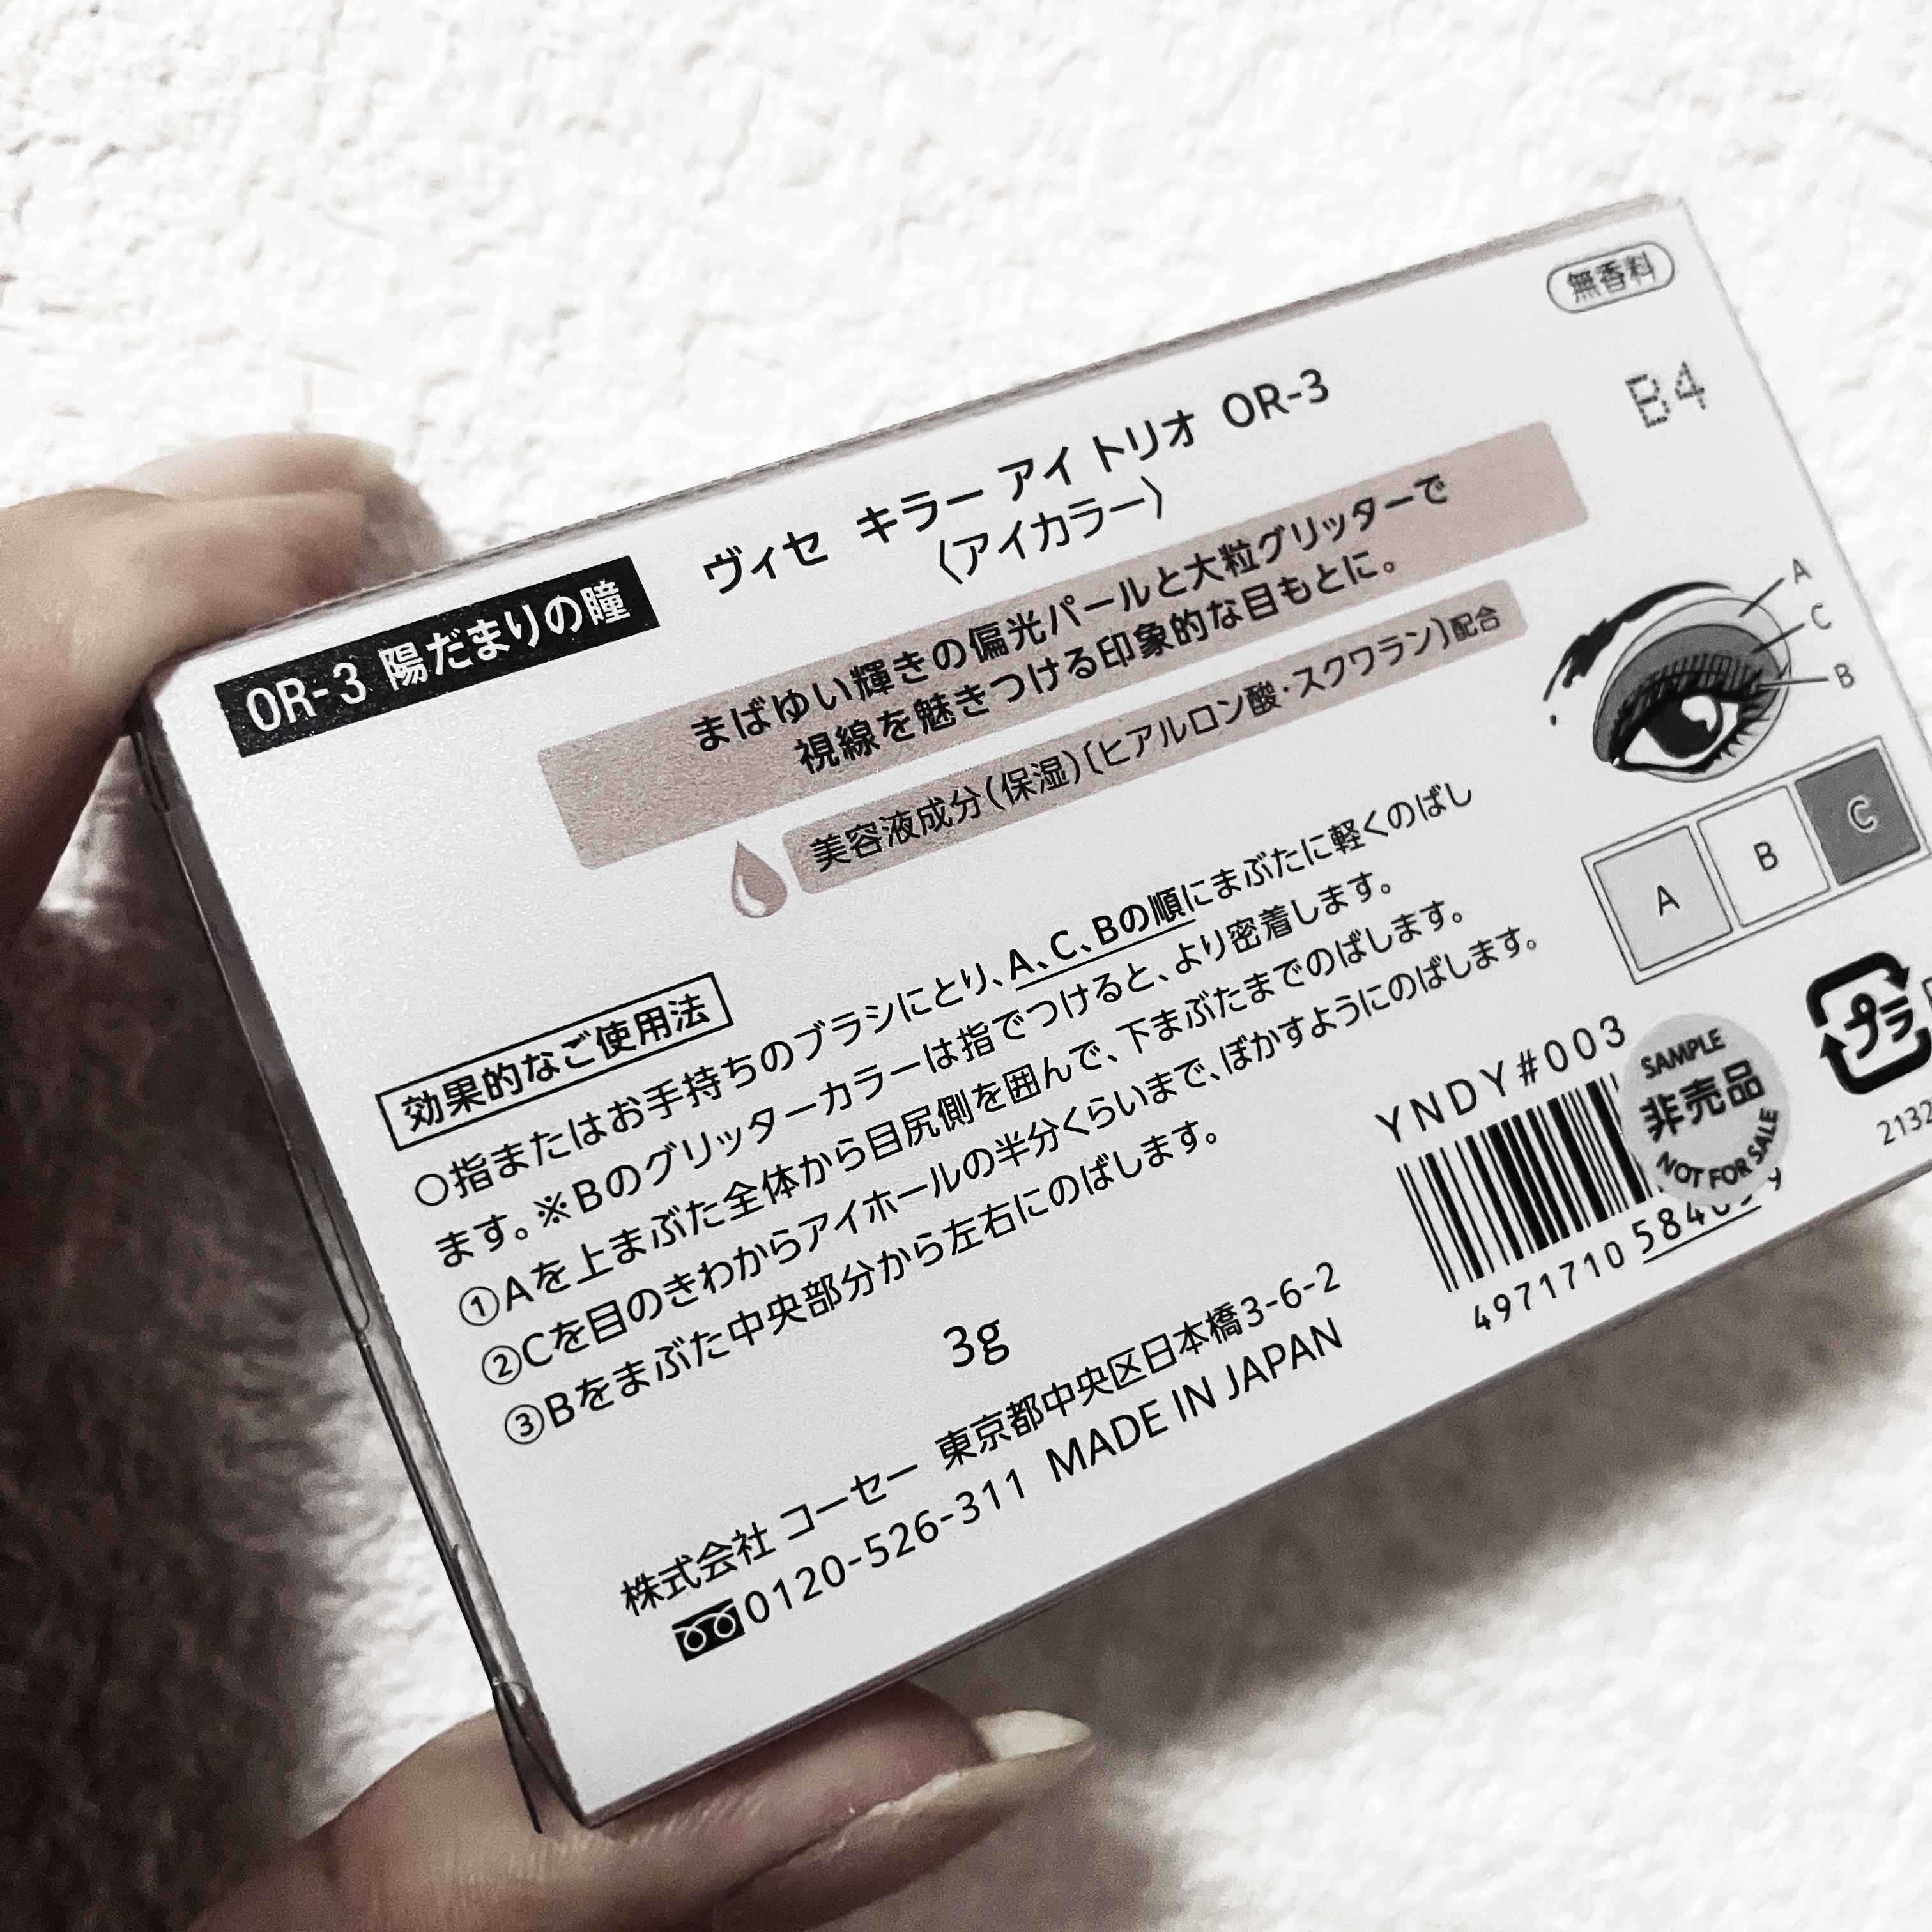 無香料
B4
OR-3 陽だまりの瞳
ヴィセ キラー アイ トリオ OR-3
〈アイカラー〉
まばゆい輝きの偏光パールと大粒グリッターで
視線を魅きつける印象的な目もとに。
美容液成分(保湿)〔ヒアルロン酸・スクワラン〕配合
A
C
B
A B C
効果的なご使用法
○指またはお手持ちのブラシにとり、A、C、Bの順にまぶたに軽くのばし
ます。※Bのグリッターカラーは指でつけると、より密着します。
①Aを上まぶた全体から目尻側を囲んで、下まぶたまでのばします。
②Cを目のきわからアイホールの半分くらいまで、ぼかすようにのばします。
③Bをまぶた中央部分から左右にのばします。
3g
株式会社 コーセー 東京都中央区日本橋3-6-2
0120-526-311 MADE IN JAPAN
YNDY#003
SAMPLE
非売品
NOT FOR SALE
4971710
プラ